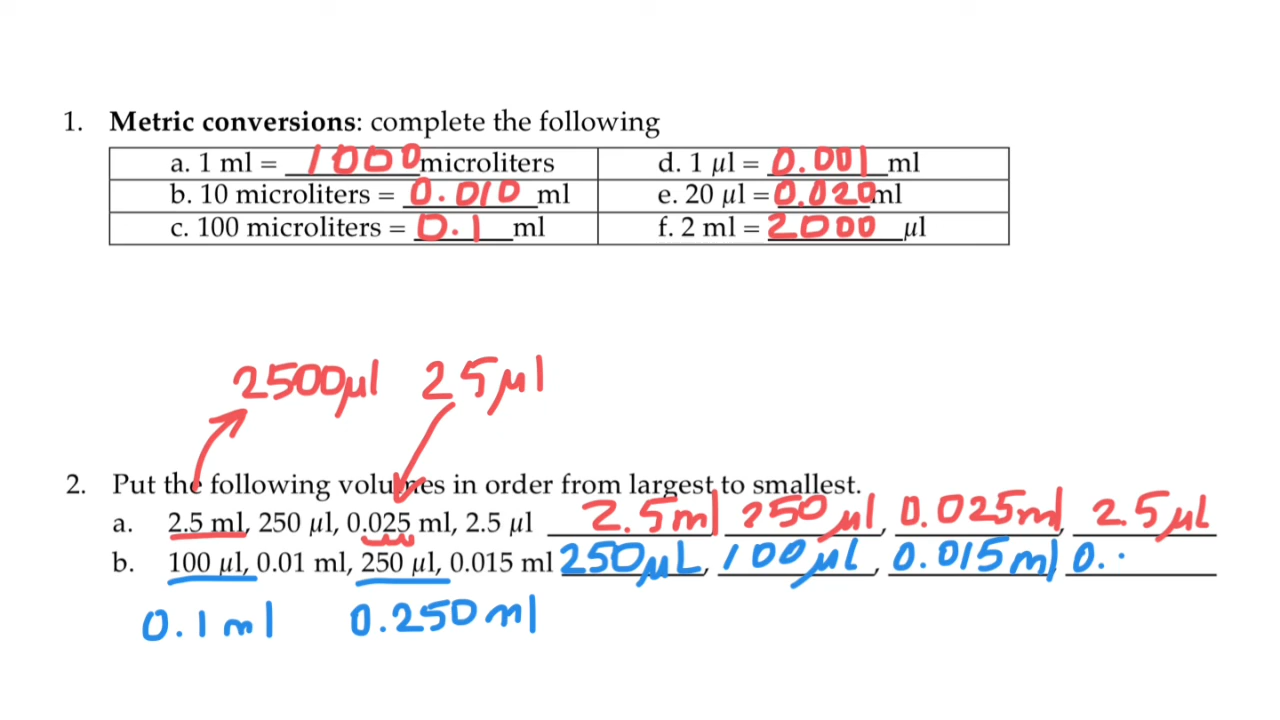 1. Metric conversions: complete the following
a. 1 ml = 1000 microliters d. 1 µl = 0.001 ml
b. 10 microliters = 0.010 ml e. 20 µl = 0.020 ml
c. 100 microliters = 0.1 ml f. 2 ml = 2000 µl
2500µl 25µl
2. Put the following volumes in order from largest to smallest.
a. 2.5 ml, 250 µl, 0.025 ml, 2.5 µl 2.5ml, 250µl, 0.025ml, 2.5µL
b. 100 µl, 0.01 ml, 250 µl, 0.015 ml 250µL, 100µL, 0.015ml, 0.
0.1ml 0.250ml